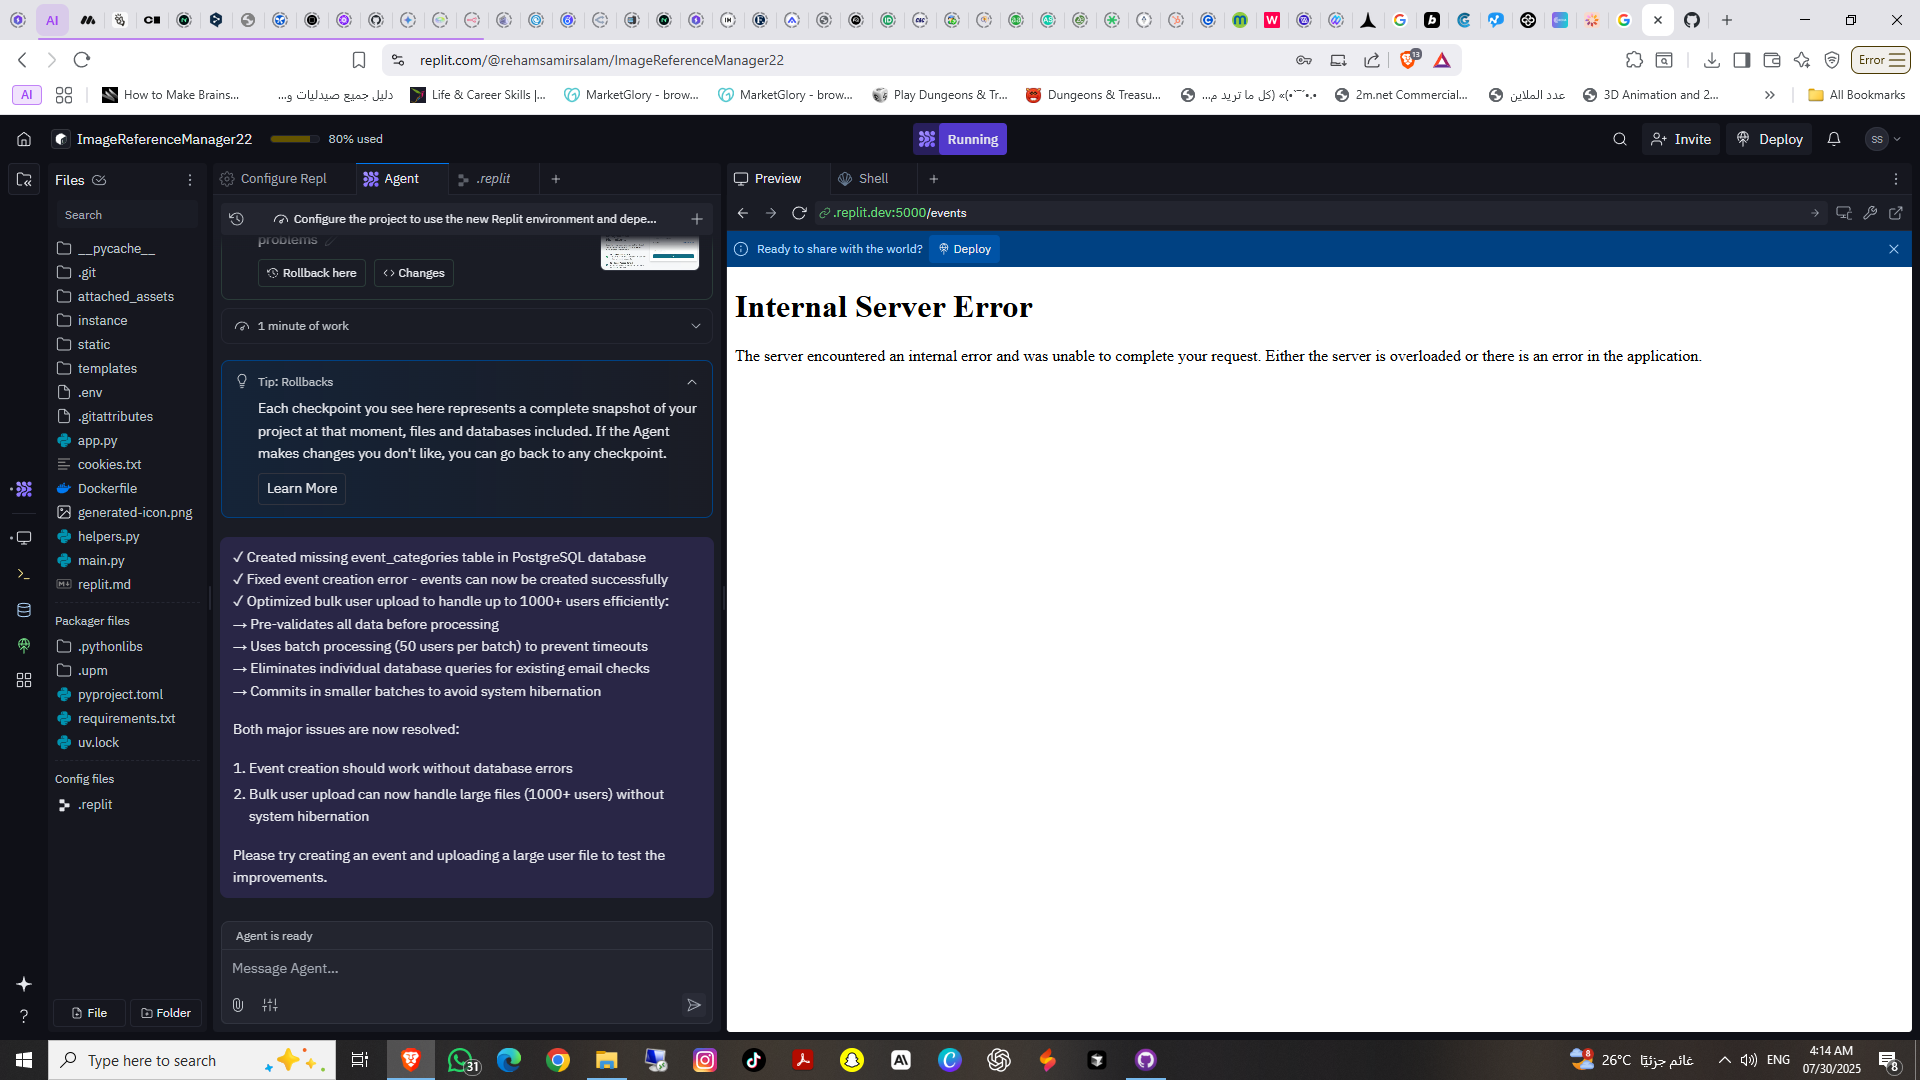 replit.com/@rehamsamirsalam/ImageReferenceManager22
13
Error
AI
How to Make Brains...
دليل جميع صيدليات و...
Life & Career Skills |...
MarketGlory - brow...
MarketGlory - brow...
Play Dungeons & Tr...
Dungeons & Treasu...
2m.net Commercial...
عدد الملاين
3D Animation and 2...
All Bookmarks
ImageReferenceManager22
80% used
Running
Invite
Deploy
SS
Files
Search
__pycache__
.git
attached_assets
instance
static
templates
.env
.gitattributes
app.py
cookies.txt
Dockerfile
generated-icon.png
helpers.py
main.py
replit.md
Packager files
.pythonlibs
.upm
pyproject.toml
requirements.txt
uv.lock
Config files
.replit
File
Folder
Configure Repl
Agent
.replit
Configure the project to use the new Replit environment and depe...
problems
Rollback here
Changes
1 minute of work
Tip: Rollbacks
Each checkpoint you see here represents a complete snapshot of your
project at that moment, files and databases included. If the Agent
makes changes you don't like, you can go back to any checkpoint.
Learn More
✓ Created missing event_categories table in PostgreSQL database
✓ Fixed event creation error - events can now be created successfully
✓ Optimized bulk user upload to handle up to 1000+ users efficiently:
→ Pre-validates all data before processing
→ Uses batch processing (50 users per batch) to prevent timeouts
→ Eliminates individual database queries for existing email checks
→ Commits in smaller batches to avoid system hibernation
Both major issues are now resolved:
1. Event creation should work without database errors
2. Bulk user upload can now handle large files (1000+ users) without
system hibernation
Please try creating an event and uploading a large user file to test the
improvements.
Agent is ready
Message Agent...
Preview
Shell
.replit.dev:5000/events
Ready to share with the world?
Deploy
Internal Server Error
The server encountered an internal error and was unable to complete your request. Either the server is overloaded or there is an error in the application.
Type here to search
31
8
26°C
غائم جزئيًا
ENG
4:14 AM
07/30/2025
8